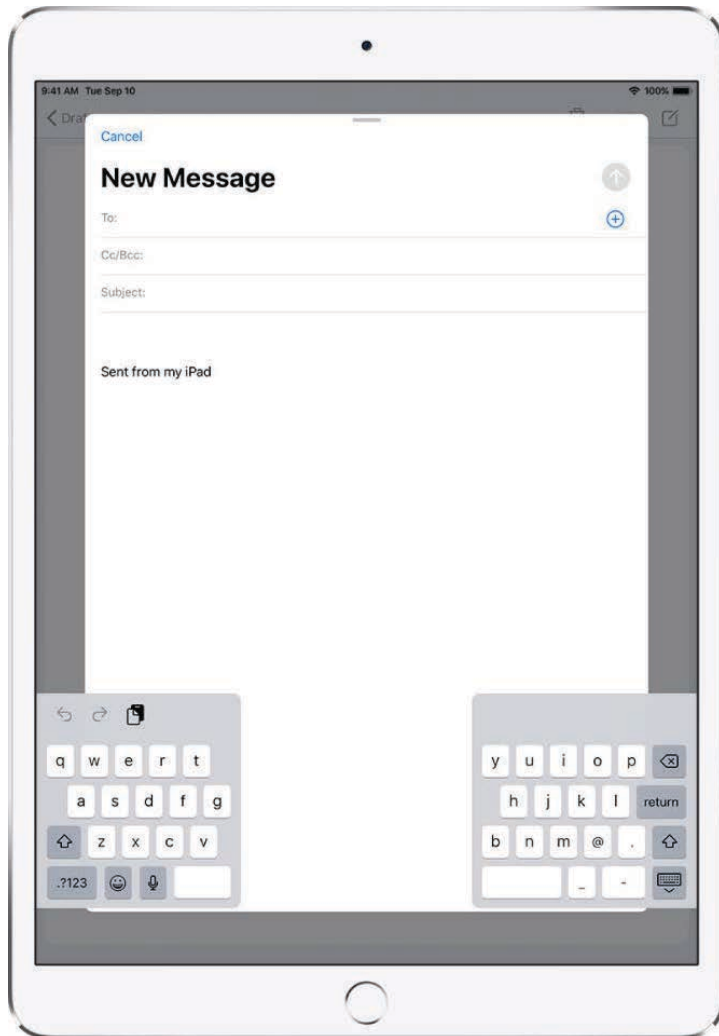 9:41 AM Tue Sep 10 100%
Cancel
New Message
To:
Cc/Bcc:
Subject:
Sent from my iPad
q w e r t y u i o p
a s d f g h j k l return
z x c v b n m @ .
.?123 _ -